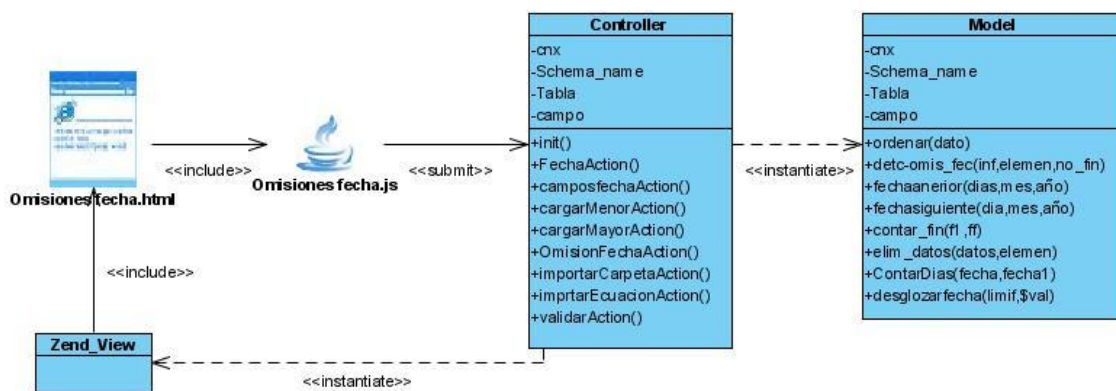 Controller
-cnx
-Schema_name
-Tabla
-campo
+init()
+FechaAction()
+camposfechaAction()
+cargarMenorAction()
+cargarMayorAction()
+OmisionFechaAction()
+importarCarpetaAction()
+imprtarEcuacionAction()
+validarAction()
Model
-cnx
-Schema_name
-Tabla
-campo
+ordenar(dato)
+detc-omis_fec(inf,elemen,no_fin)
+fechaanerior(dias,mes,año)
+fechasiguiente(dia,mes,año)
+contar_fin(f1,ff)
+elim_datos(datos,elemen)
+ContarDias(fecha,fecha1)
+desglozarfecha(limif,$val)
Omisiones fecha.html
<<include>>
Omisiones fecha.js
<<submit>>
<<instantiate>>
<<include>>
Zend_View
<<instantiate>>